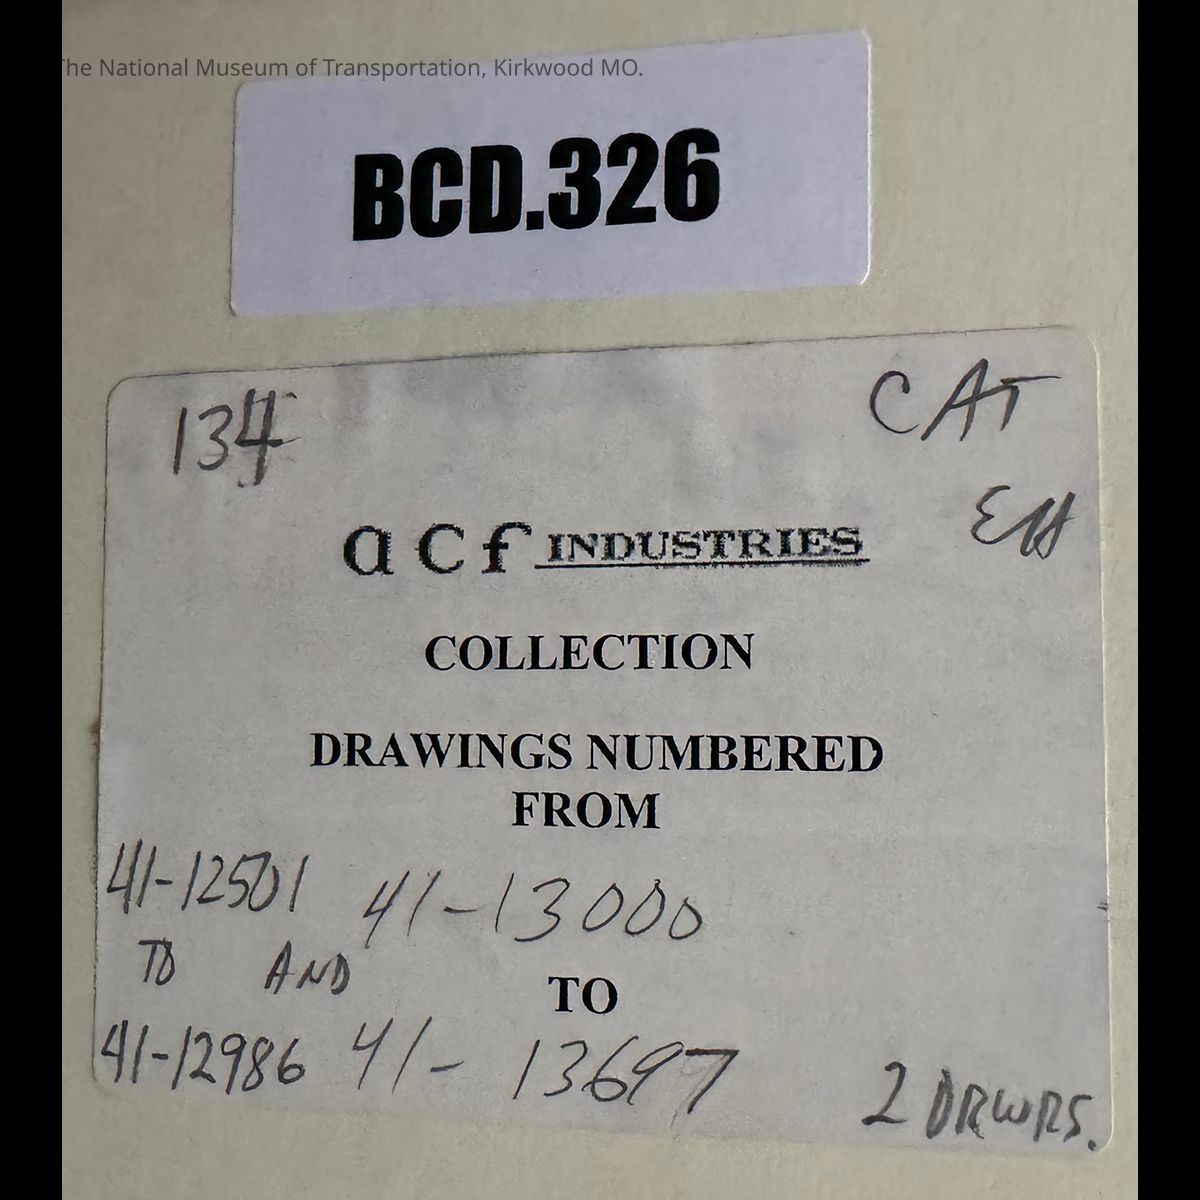 The National Museum of Transportation, Kirkwood MO.
BCD.326
134 CAT
EH
acf INDUSTRIES
COLLECTION
DRAWINGS NUMBERED
FROM
41-12501 41-13000
TO AND TO
41-12986 41-13697
2 DRWRS.